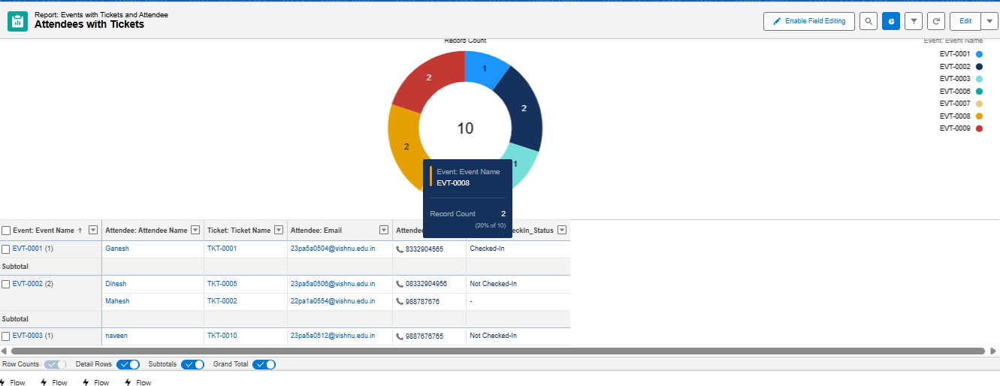 Report: Events with Tickets and Attendee
Attendees with Tickets
Enable Field Editing
Edit
Record Count
Event: Event Name
EVT-0001
EVT-0002
EVT-0003
EVT-0006
EVT-0007
EVT-0008
EVT-0009
1
2
1
2
2
10
Event: Event Name
EVT-0008
Record Count 2
(20% of 10)
Event: Event Name ↑ Attendee: Attendee Name Ticket: Ticket Name Attendee: Email Attende eckIn_Status
EVT-0001 (1) Ganesh TKT-0001 23pa5a0504@vishnu.edu.in 8332904565 Checked-In
Subtotal
EVT-0002 (2) Dinesh TKT-0005 23pa5a0506@vishnu.edu.in 08332904956 Not Checked-In
Mahesh TKT-0002 22pa1a0554@vishnu.edu.in 988787676 -
Subtotal
EVT-0003 (1) naveen TKT-0010 23pa5a0512@vishnu.edu.in 9887676765 Not Checked-In
Row Counts Detail Rows Subtotals Grand Total
Flow Flow Flow Flow